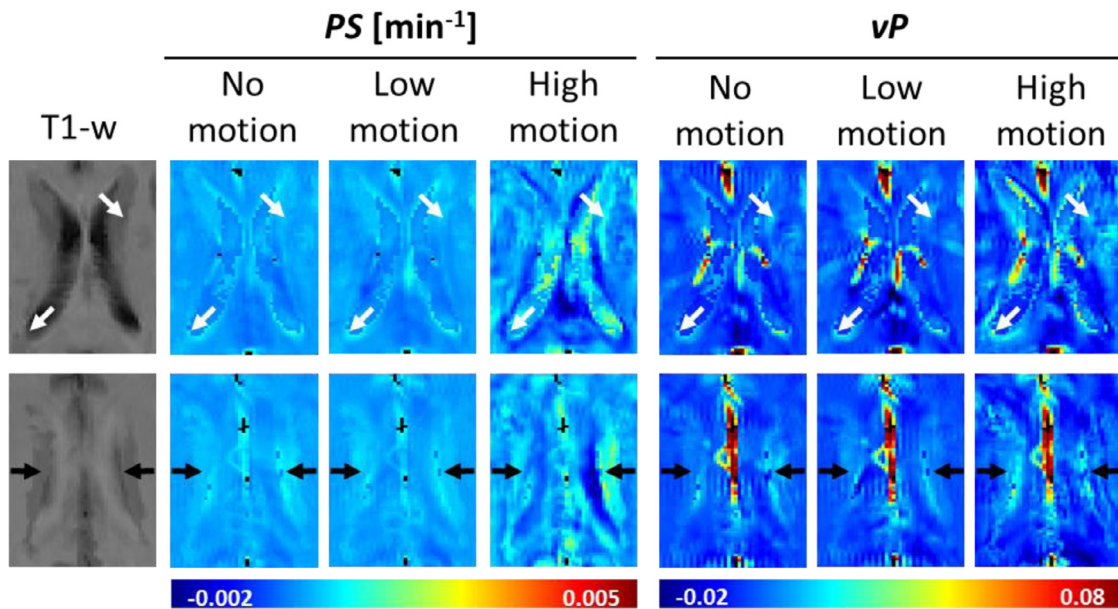 PS [min⁻¹]
vP
T1-w
No motion
Low motion
High motion
No motion
Low motion
High motion
-0.002
0.005
-0.02
0.08